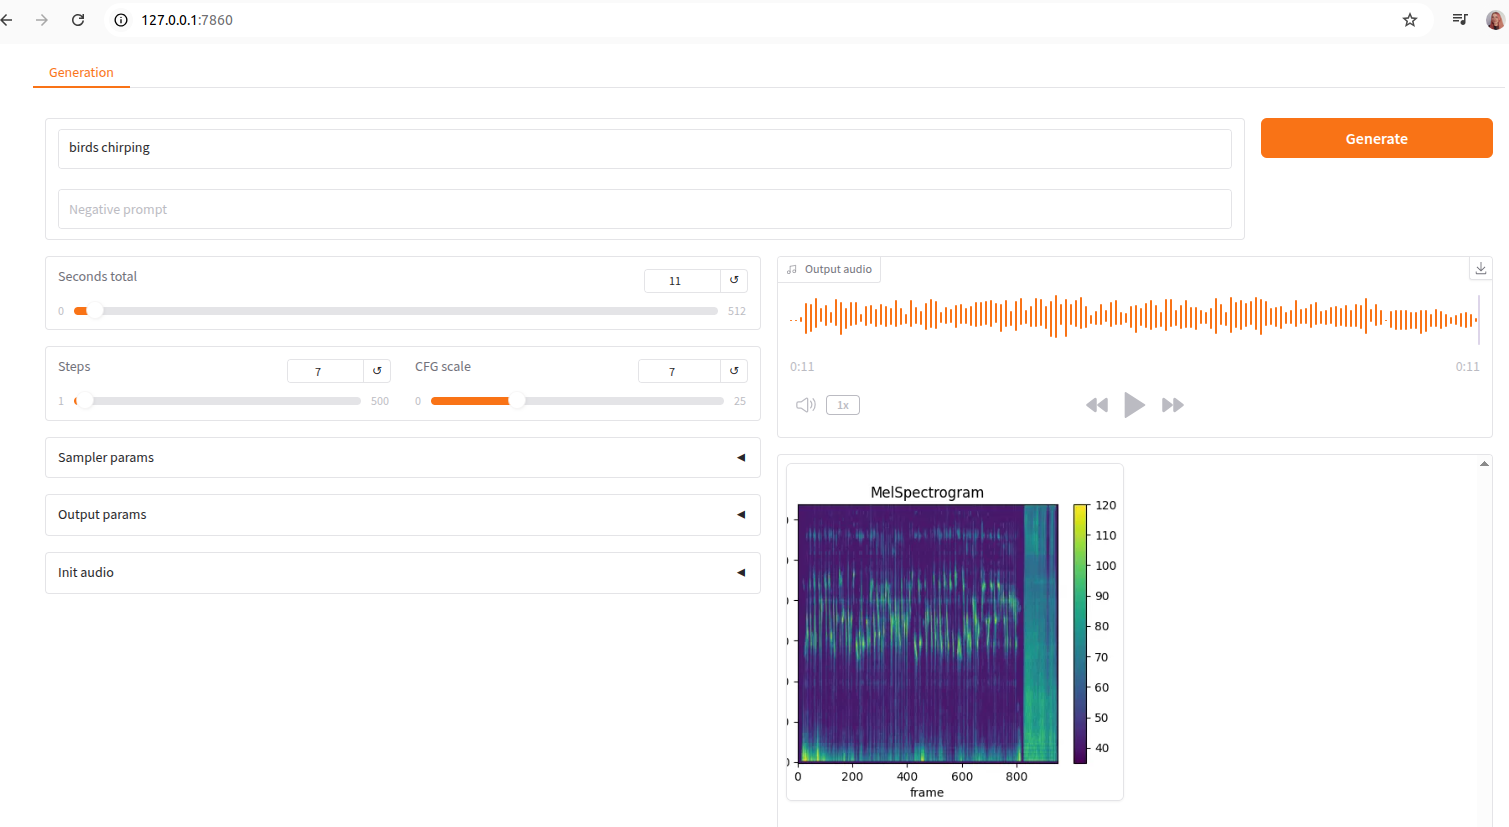 127.0.0.1:7860
Generation
birds chirping
Generate
Negative prompt
Seconds total
11
0
512
Steps
7
CFG scale
7
1
500
0
25
Sampler params
Output params
Init audio
Output audio
0:11
0:11
1x
MelSpectrogram
120
110
100
90
80
70
60
50
40
0 200 400 600 800
frame